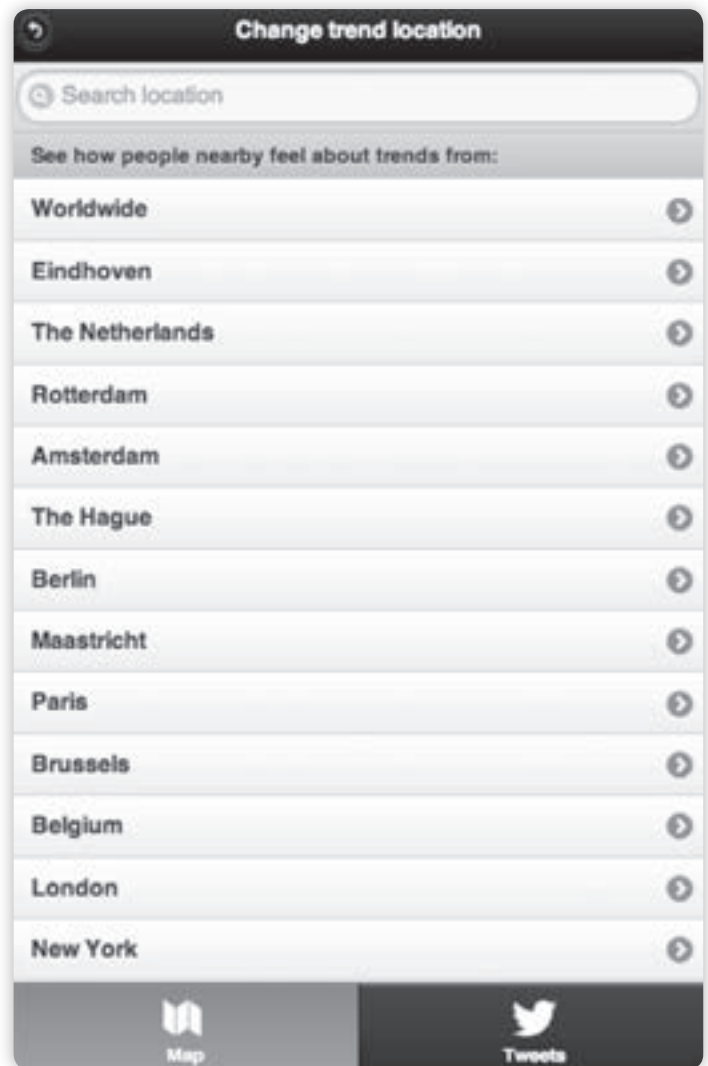 Change trend location
Search location
See how people nearby feel about trends from:
Worldwide
Eindhoven
The Netherlands
Rotterdam
Amsterdam
The Hague
Berlin
Maastricht
Paris
Brussels
Belgium
London
New York
Map
Tweets